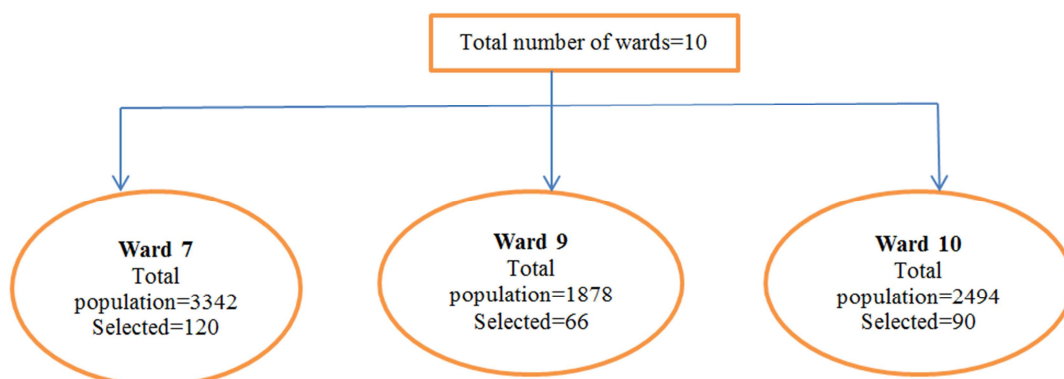 Total number of wards=10
Ward 7
Total
population=3342
Selected=120
Ward 9
Total
population=1878
Selected=66
Ward 10
Total
population=2494
Selected=90